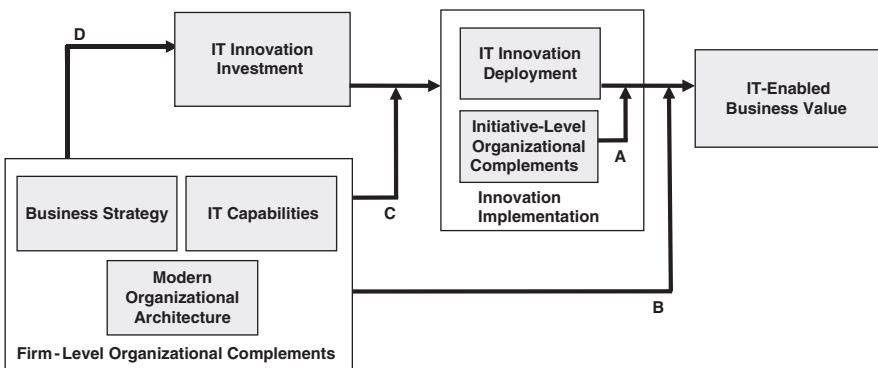 D
IT Innovation
Investment
IT Innovation
Deployment
IT-Enabled
Business Value
Initiative-Level
Organizational
Complements
A
Innovation
Implementation
Business Strategy
IT Capabilities
C
Modern
Organizational
Architecture
B
Firm-Level Organizational Complements